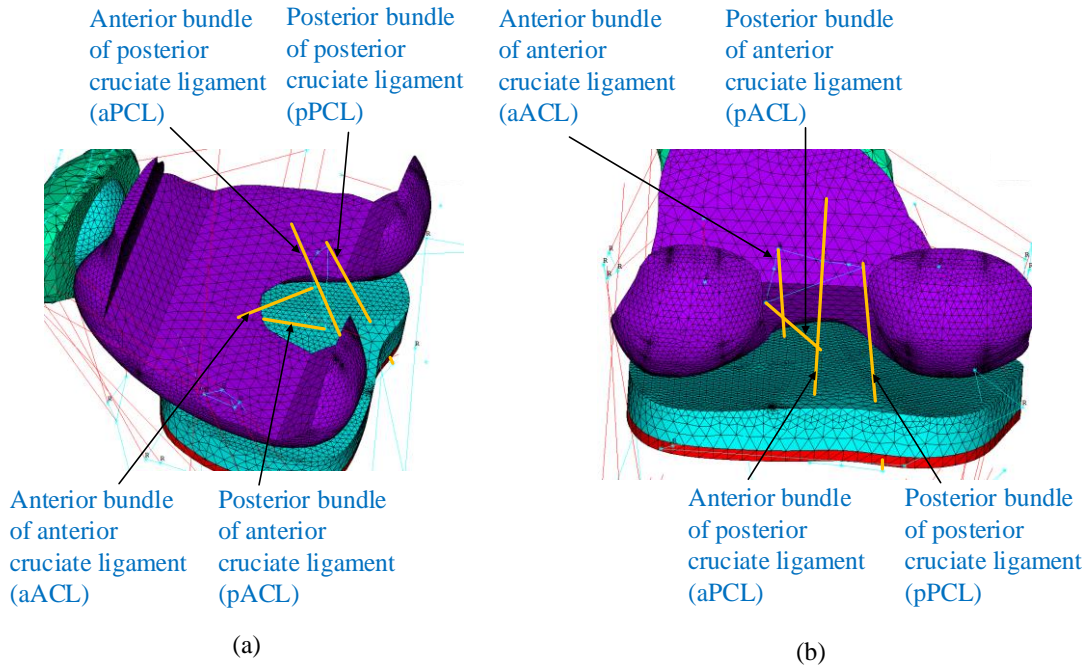 Anterior bundle
of posterior
cruciate ligament
(aPCL)
Posterior bundle
of posterior
cruciate ligament
(pPCL)
Anterior bundle
of anterior
cruciate ligament
(aACL)
Posterior bundle
of anterior
cruciate ligament
(pACL)
R
R
R
R
R
R
R
R
R
R
R
Anterior bundle
of anterior
cruciate ligament
(aACL)
Posterior bundle
of anterior
cruciate ligament
(pACL)
Anterior bundle
of posterior
cruciate ligament
(aPCL)
Posterior bundle
of posterior
cruciate ligament
(pPCL)
(a)
(b)